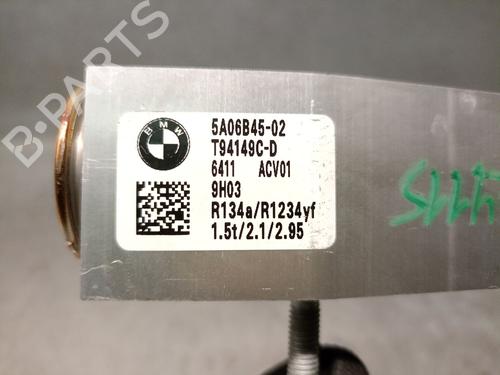 B-PARTS
BMW
5A06B45-02
T94149C-D
6411 ACV01
9H03
R134a/R1234yf
1.5t/2.1/2.95